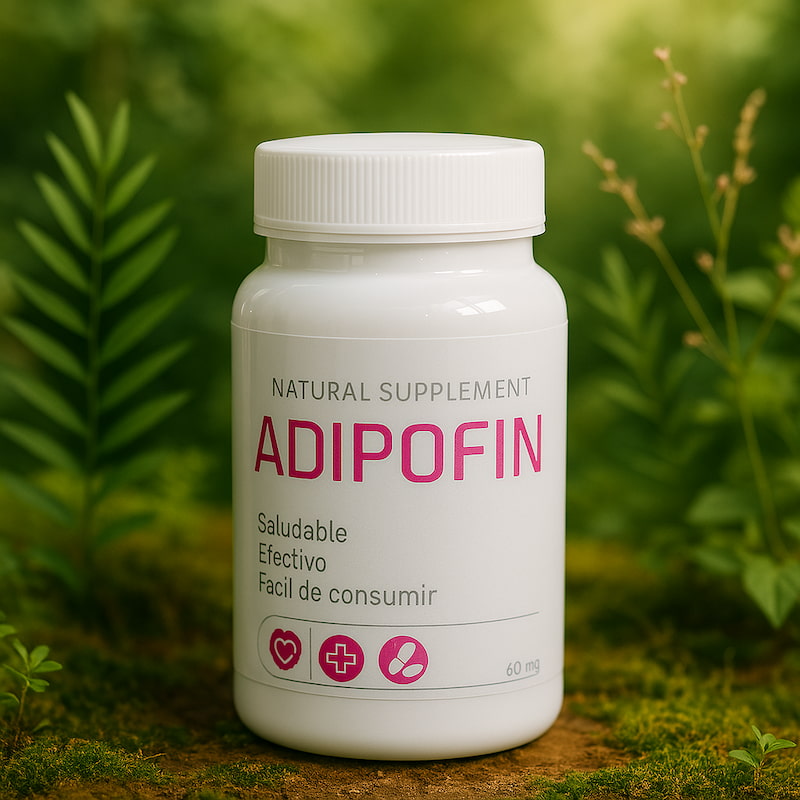 NATURAL SUPPLEMENT
ADIPOFIN
Saludable
Efectivo
Facil de consumir
60 mg